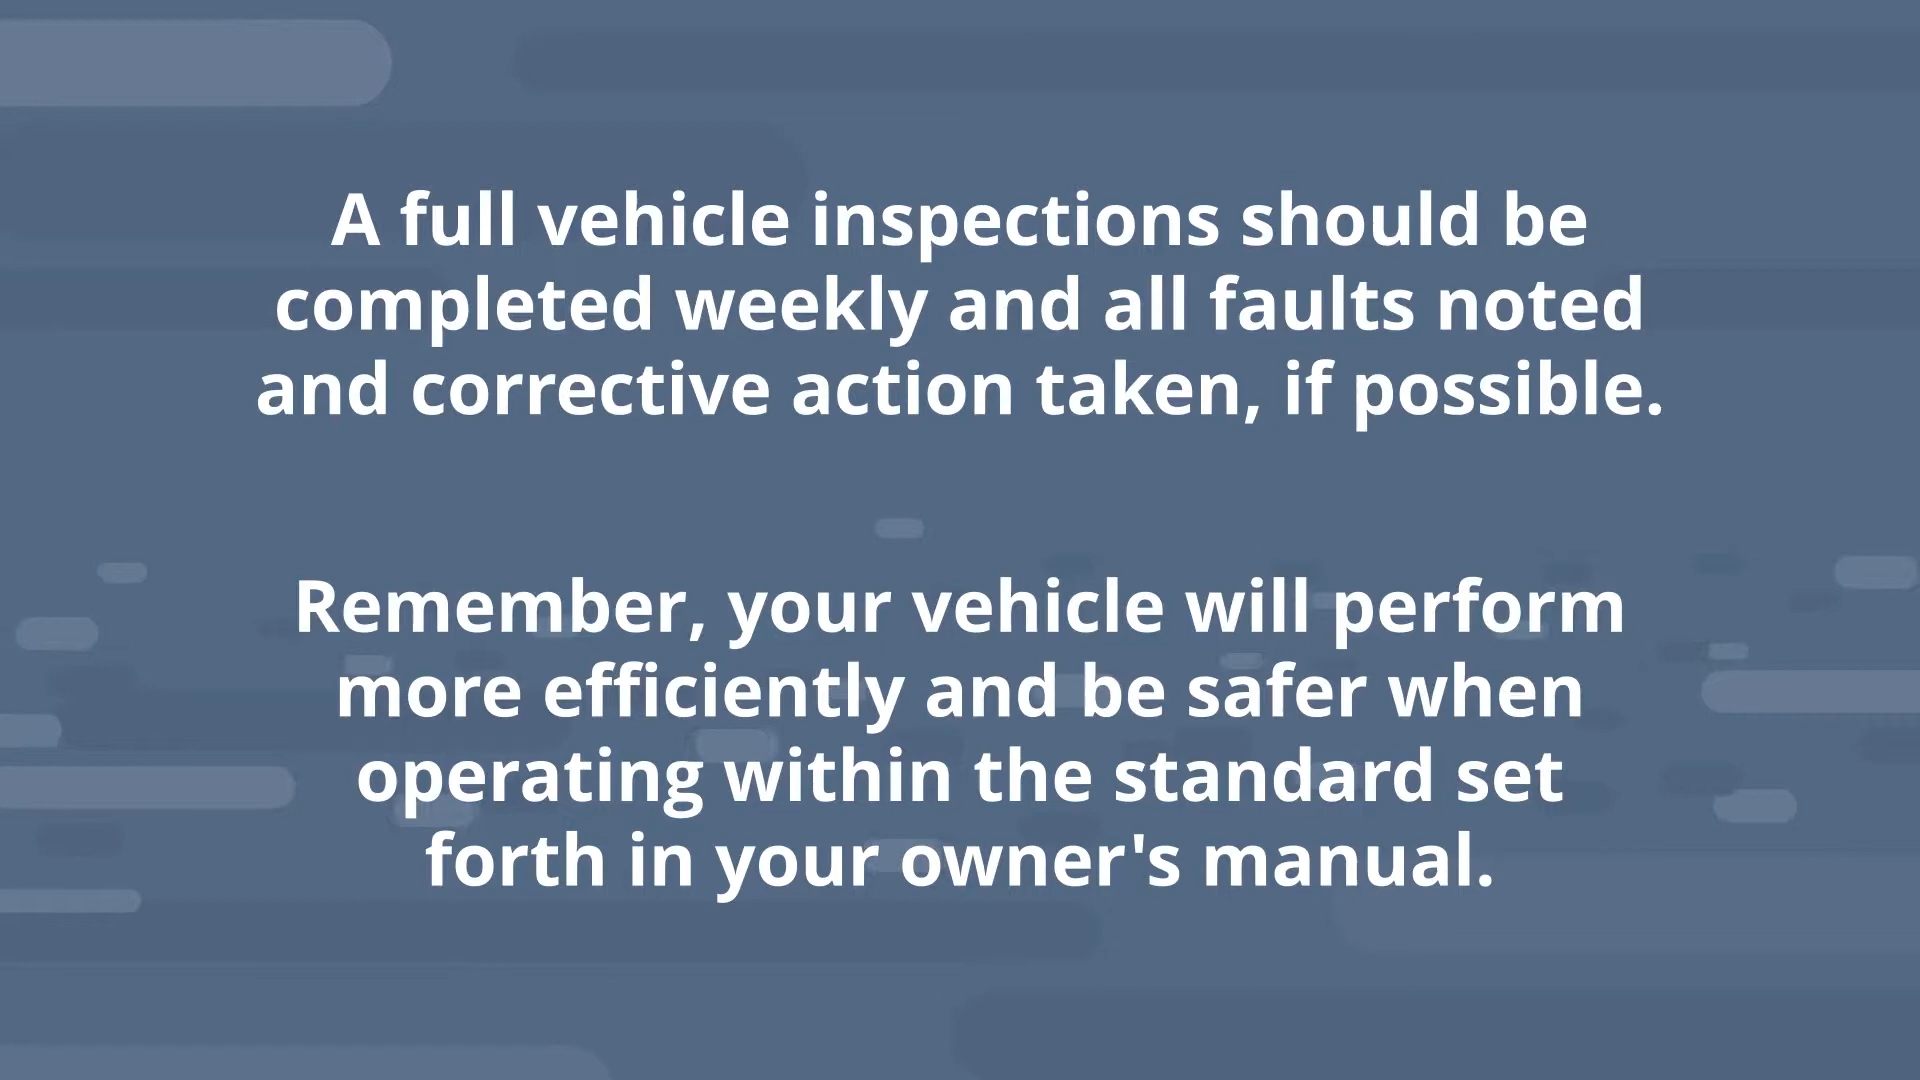 A full vehicle inspections should be
completed weekly and all faults noted
and corrective action taken, if possible.
Remember, your vehicle will perform
more efficiently and be safer when
operating within the standard set
forth in your owner's manual.